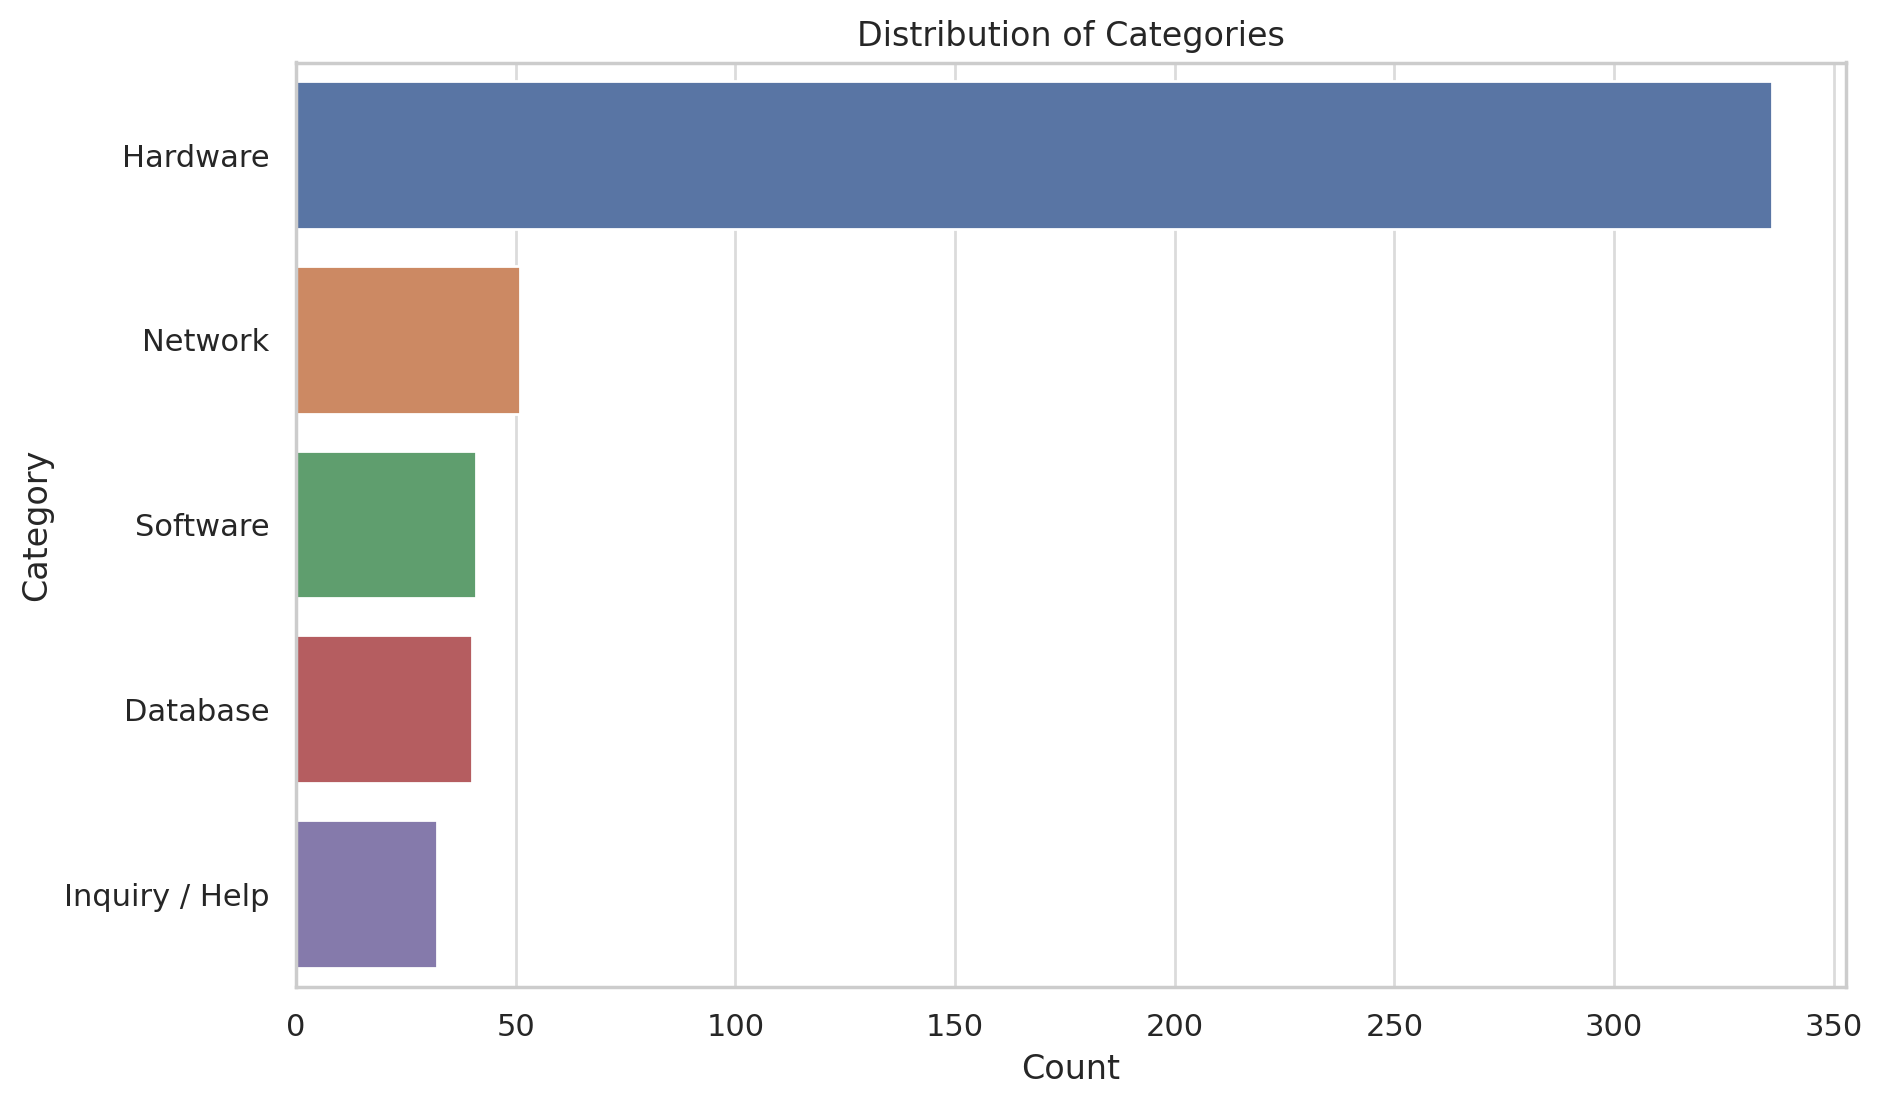 Distribution of Categories
Hardware
Network
Software
Database
Inquiry / Help
Category
0 50 100 150 200 250 300 350
Count